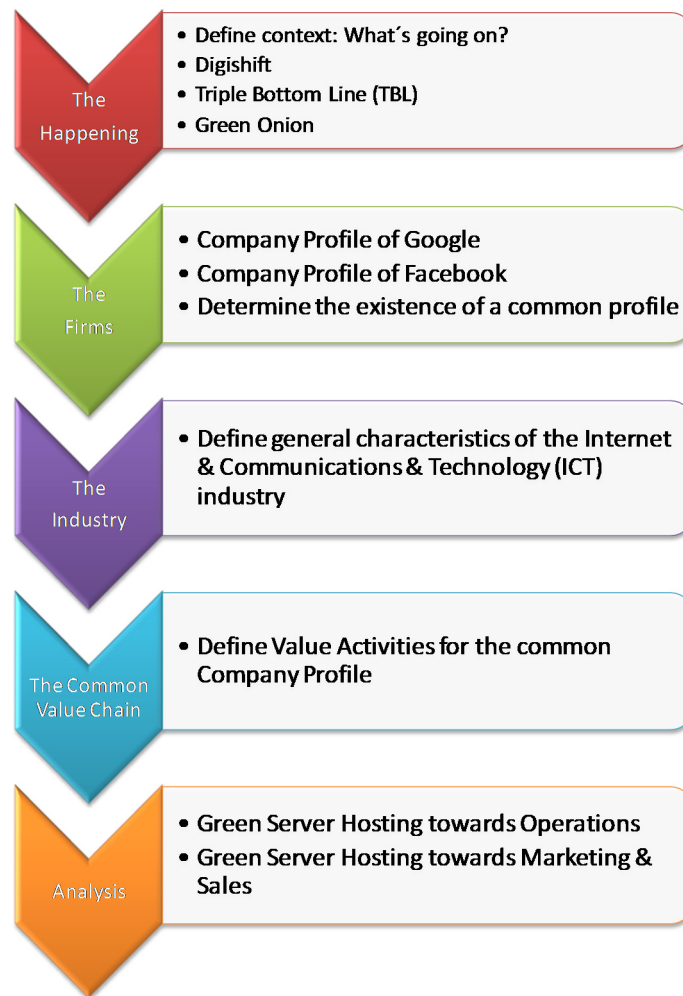 The
Happening
• Define context: What´s going on?
• Digishift
• Triple Bottom Line (TBL)
• Green Onion
The
Firms
• Company Profile of Google
• Company Profile of Facebook
• Determine the existence of a common profile
The
Industry
• Define general characteristics of the Internet
& Communications & Technology (ICT)
industry
The Common
Value Chain
• Define Value Activities for the common
Company Profile
Analysis
• Green Server Hosting towards Operations
• Green Server Hosting towards Marketing &
Sales